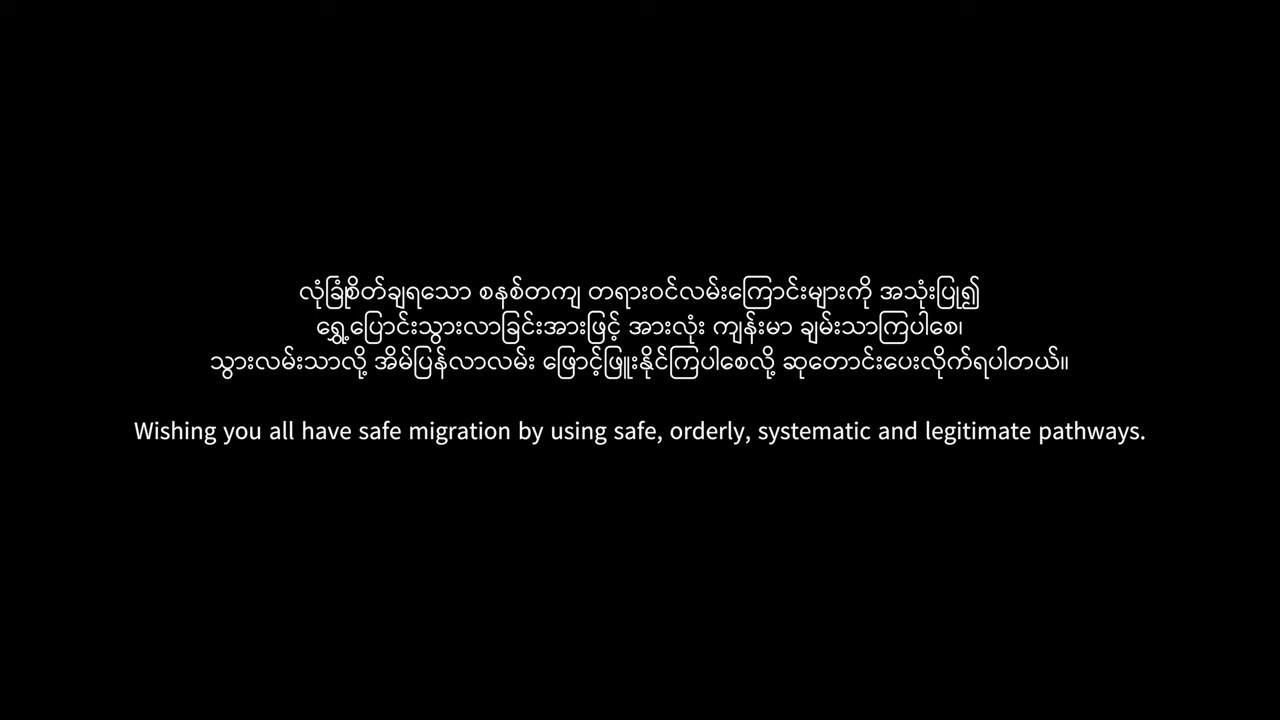 လုံခြုံစိတ်ချရသော စနစ်တကျ တရားဝင်လမ်းကြောင်းများကို အသုံးပြု၍
ရွှေ့ပြောင်းသွားလာခြင်းအားဖြင့် အားလုံး ကျန်းမာ ချမ်းသာကြပါစေ၊
သွားလမ်းသာလို့ အိမ်ပြန်လာလမ်း ဖြောင့်ဖြူးနိုင်ကြပါစေလို့ ဆုတောင်းပေးလိုက်ရပါတယ်။
Wishing you all have safe migration by using safe, orderly, systematic and legitimate pathways.